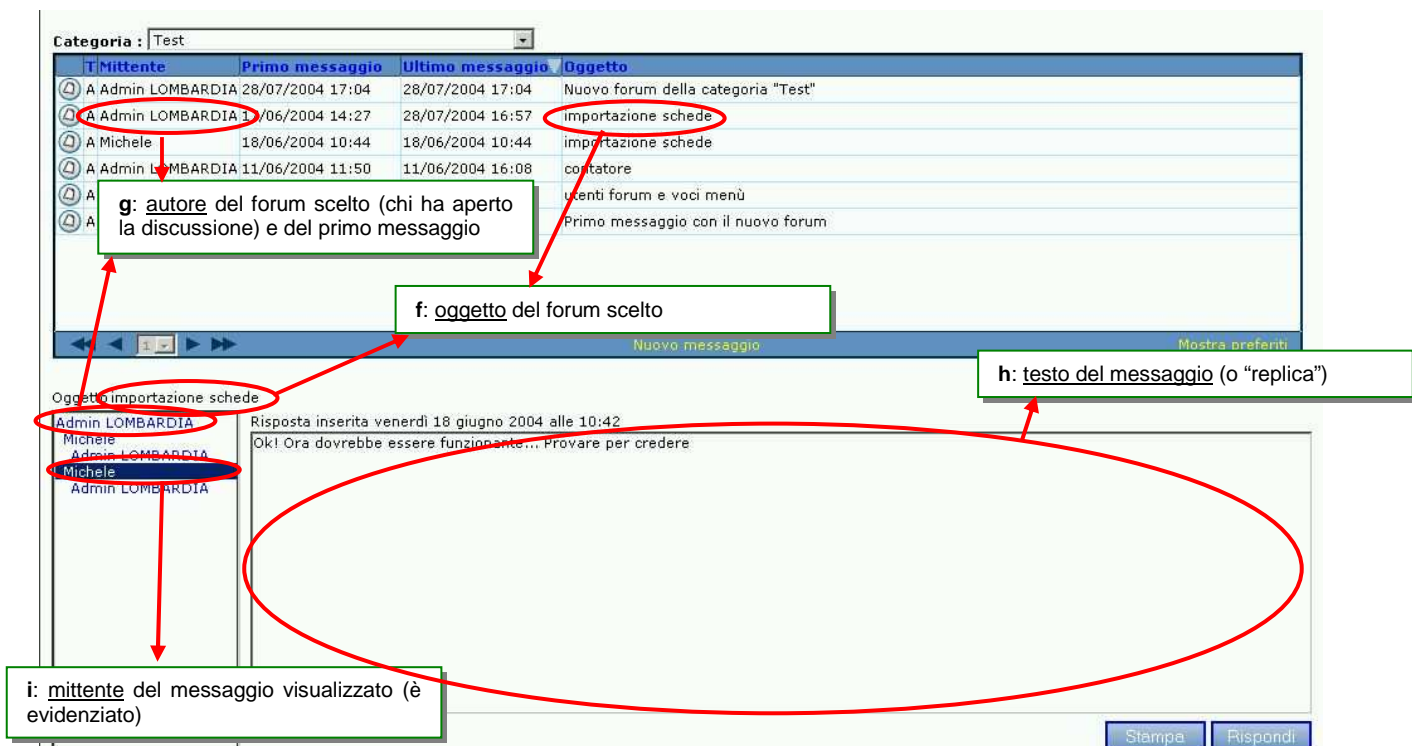 Categoria : Test
T Mittente Primo messaggio Ultimo messaggio Oggetto
A Admin LOMBARDIA 28/07/2004 17:04 28/07/2004 17:04 Nuovo forum della categoria "Test"
A Admin LOMBARDIA /06/2004 14:27 28/07/2004 16:57 importazione schede
A Michele 18/06/2004 10:44 18/06/2004 10:44 importazione schede
A Admin LOMBARDIA 11/06/2004 11:50 11/06/2004 16:08 contatore
A utenti forum e voci menù
A Primo messaggio con il nuovo forum
g: autore del forum scelto (chi ha aperto
la discussione) e del primo messaggio
f: oggetto del forum scelto
1 Nuovo messaggio Mostra preferiti
h: testo del messaggio (o “replica”)
Oggetto importazione schede
Admin LOMBARDIA Risposta inserita venerdì 18 giugno 2004 alle 10:42
Michele Ok! Ora dovrebbe essere funzionante... Provare per credere
Admin LOMBARDIA
Michele
Admin LOMBARDIA
i: mittente del messaggio visualizzato (è
evidenziato)
Stampa Rispondi